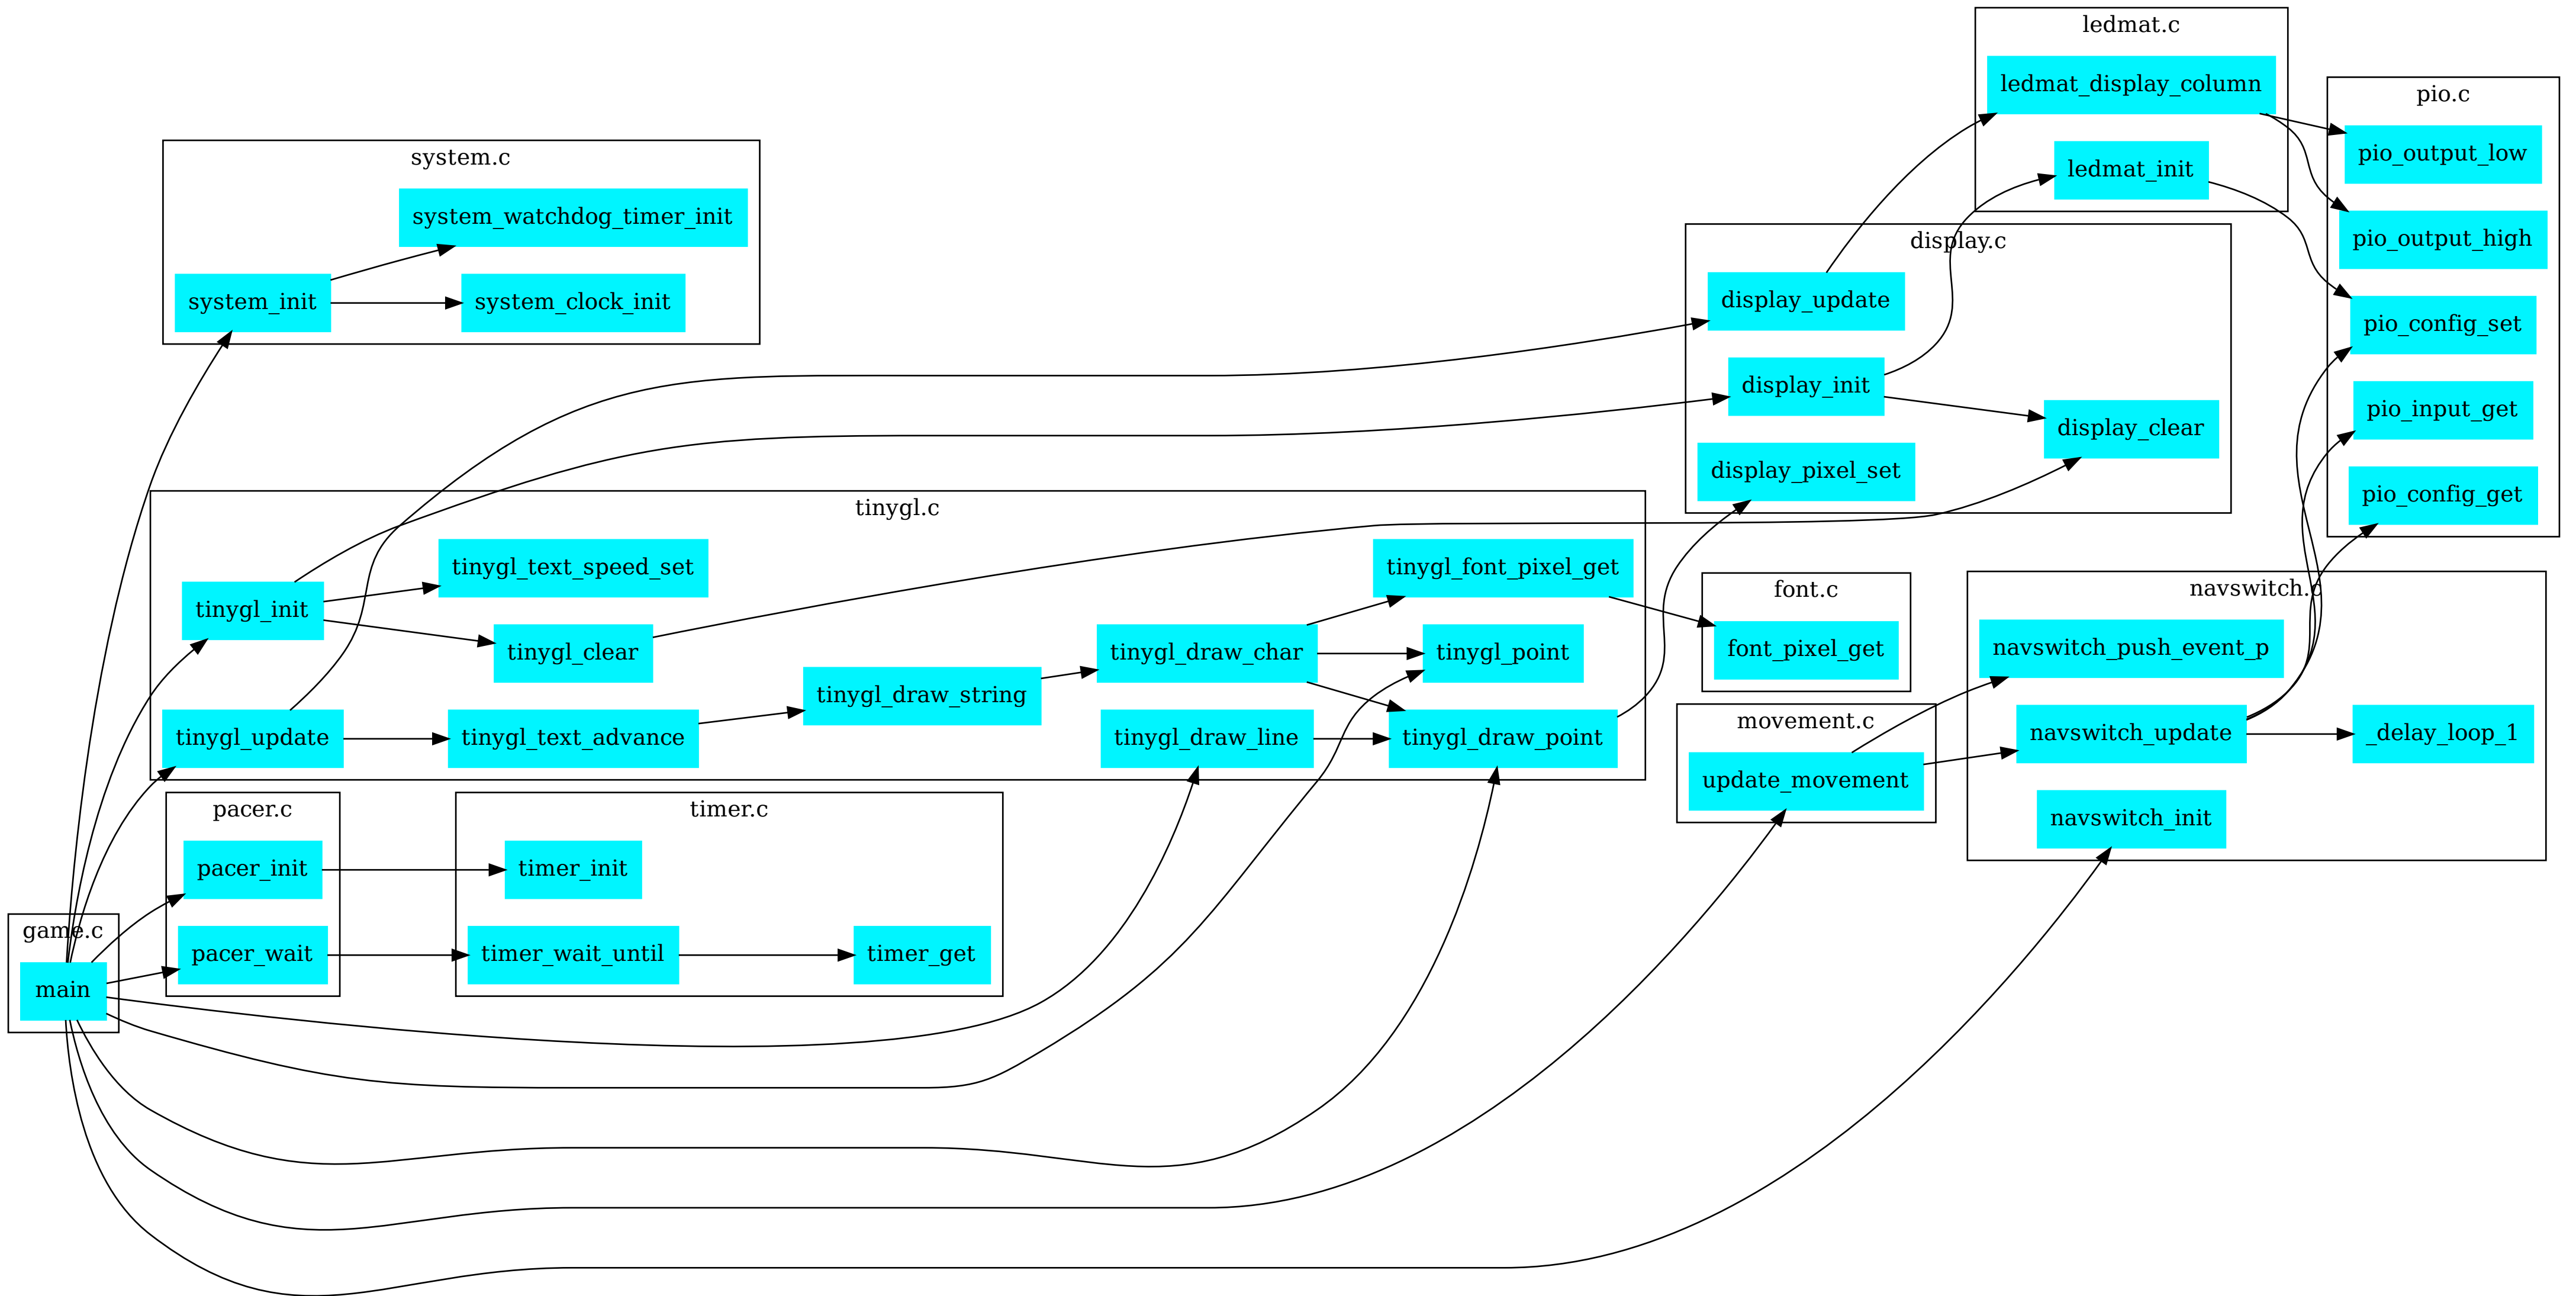 ledmat.c
ledmat_display_column
ledmat_init
pio.c
pio_output_low
pio_output_high
pio_config_set
pio_input_get
pio_config_get
system.c
system_watchdog_timer_init
system_init
system_clock_init
display.c
display_update
display_init
display_clear
display_pixel_set
tinygl.c
tinygl_text_speed_set
tinygl_font_pixel_get
tinygl_init
tinygl_clear
tinygl_draw_char
tinygl_point
tinygl_draw_string
tinygl_update
tinygl_text_advance
tinygl_draw_line
tinygl_draw_point
font.c
font_pixel_get
navswitch.c
navswitch_push_event_p
navswitch_update
_delay_loop_1
navswitch_init
movement.c
update_movement
pacer.c
pacer_init
pacer_wait
timer.c
timer_init
timer_wait_until
timer_get
game.c
main